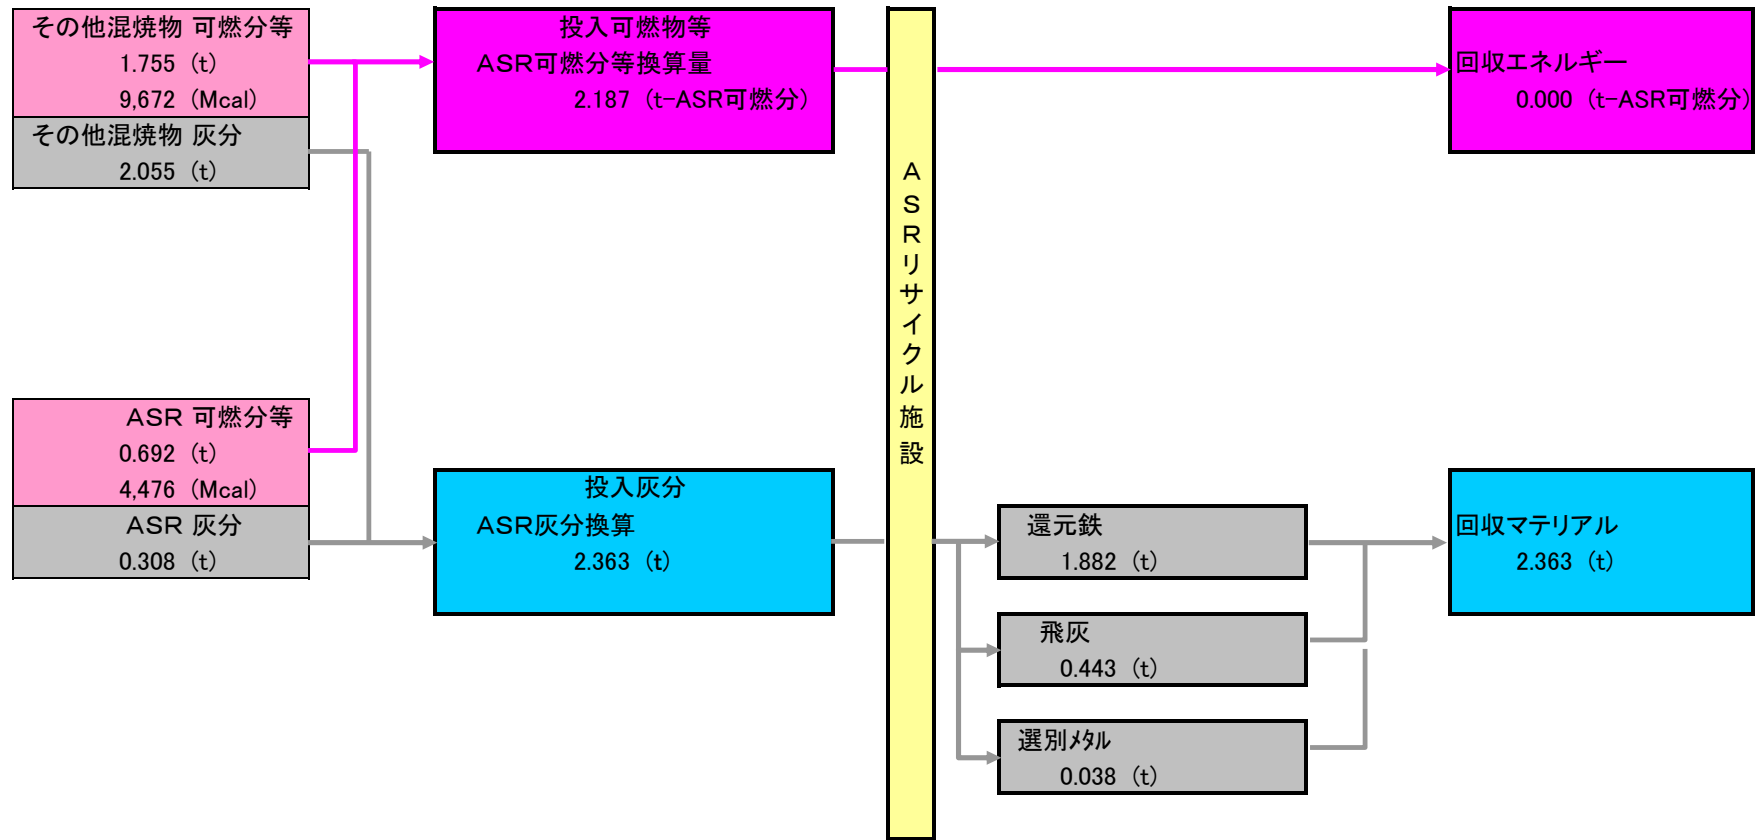 その他混焼物 可燃分等
1.755 (t)
9,672 (Mcal)
その他混焼物 灰分
2.055 (t)
ASR 可燃分等
0.692 (t)
4,476 (Mcal)
ASR 灰分
0.308 (t)
投入可燃物等
ASR可燃分等換算量
2.187 (t-ASR可燃分)
投入灰分
ASR灰分換算
2.363 (t)
ASRリサイクル施設
還元鉄
1.882 (t)
飛灰
0.443 (t)
選別ﾒﾀﾙ
0.038 (t)
回収エネルギー
0.000 (t-ASR可燃分)
回収マテリアル
2.363 (t)